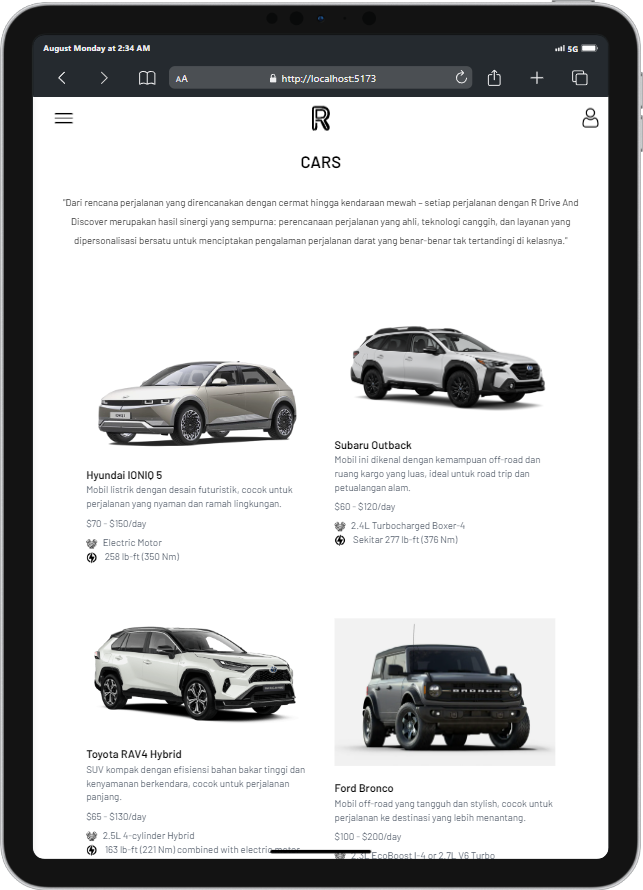 August Monday at 2:34 AM
5G
AA
http://localhost:5173
R
CARS
"Dari rencana perjalanan yang direncanakan dengan cermat hingga kendaraan mewah – setiap perjalanan dengan R Drive And
Discover merupakan hasil sinergi yang sempurna: perencanaan perjalanan yang ahli, teknologi canggih, dan layanan yang
dipersonalisasi bersatu untuk menciptakan pengalaman perjalanan darat yang benar-benar tak tertandingi di kelasnya."
Hyundai IONIQ 5
Mobil listrik dengan desain futuristik, cocok untuk
perjalanan yang nyaman dan ramah lingkungan.
$70 - $150/day
Electric Motor
258 lb-ft (350 Nm)
Subaru Outback
Mobil ini dikenal dengan kemampuan off-road dan
ruang kargo yang luas, ideal untuk road trip dan
petualangan alam.
$60 - $120/day
2.4L Turbocharged Boxer-4
Sekitar 277 lb-ft (376 Nm)
Toyota RAV4 Hybrid
SUV kompak dengan efisiensi bahan bakar tinggi dan
kenyamanan berkendara, cocok untuk perjalanan
panjang.
$65 - $130/day
2.5L 4-cylinder Hybrid
163 lb-ft (221 Nm) combined with electric motor
BRONCO
Ford Bronco
Mobil off-road yang tangguh dan stylish, cocok untuk
perjalanan ke destinasi yang lebih menantang.
$100 - $200/day
2.3L EcoBoost I-4 or 2.7L V6 Turbo